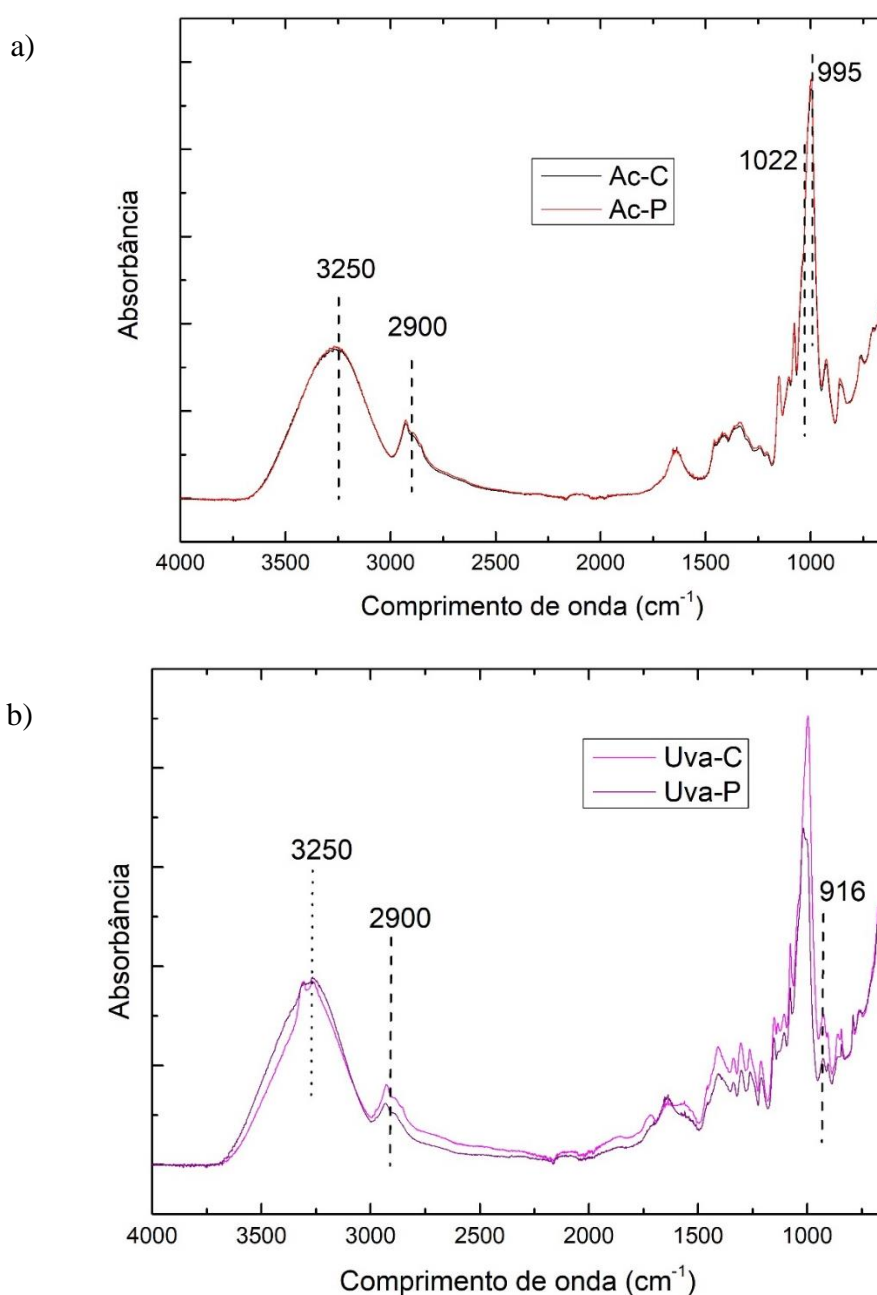 a)
995
1022
Ac-C
Ac-P
3250
2900
Absorbância
4000 3500 3000 2500 2000 1500 1000
Comprimento de onda (cm⁻¹)
b)
Uva-C
Uva-P
3250
2900
916
Absorbância
4000 3500 3000 2500 2000 1500 1000
Comprimento de onda (cm⁻¹)